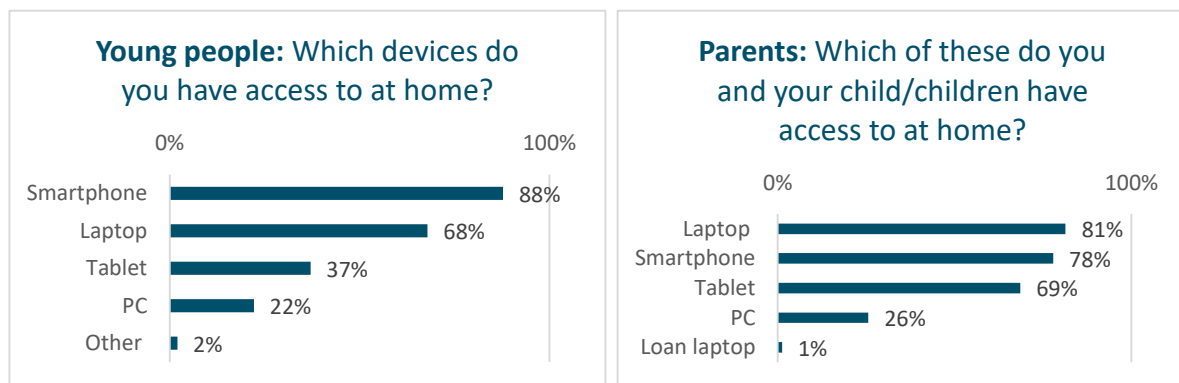 Young people: Which devices do
you have access to at home?
0% 100%
Smartphone 88%
Laptop 68%
Tablet 37%
PC 22%
Other 2%
Parents: Which of these do you
and your child/children have
access to at home?
0% 100%
Laptop 81%
Smartphone 78%
Tablet 69%
PC 26%
Loan laptop 1%